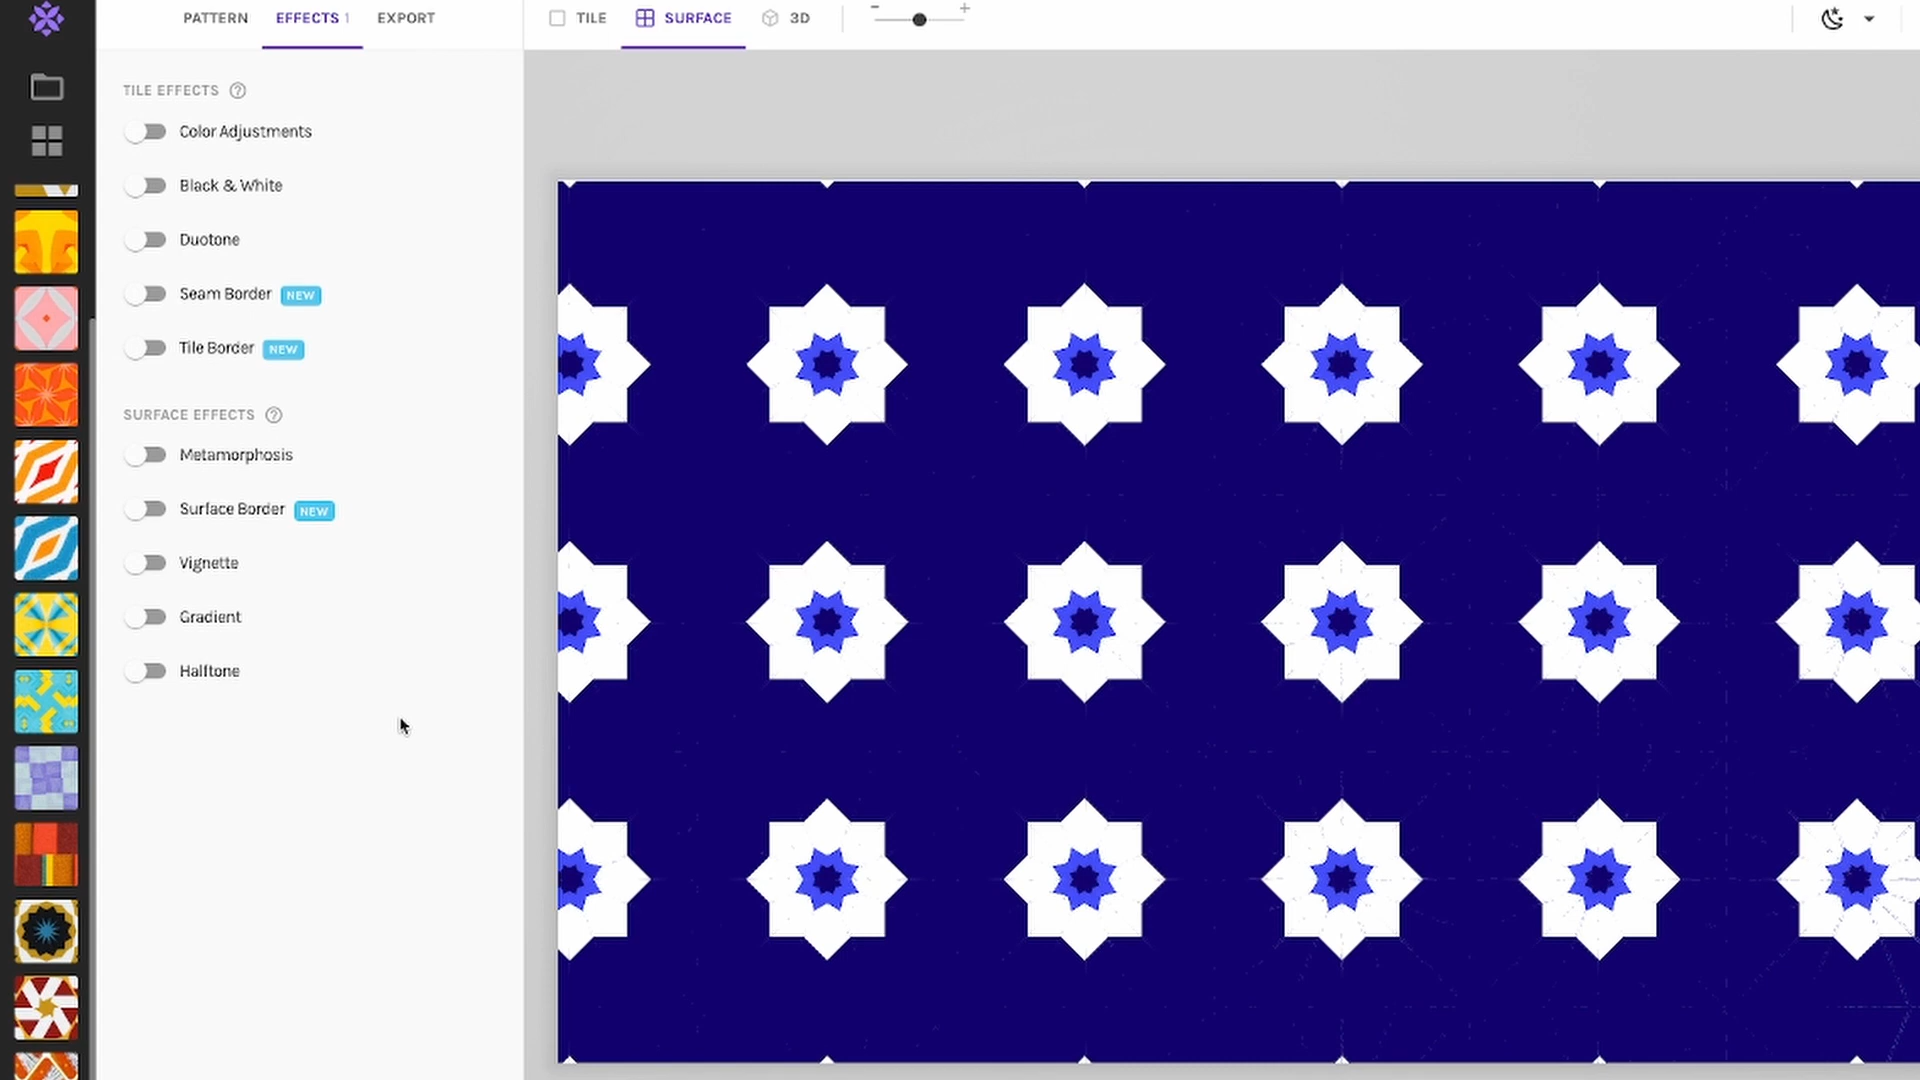 PATTERN EFFECTS 1 EXPORT TILE SURFACE 3D
TILE EFFECTS ?
Color Adjustments
Black & White
Duotone
Seam Border NEW
Tile Border NEW
SURFACE EFFECTS ?
Metamorphosis
Surface Border NEW
Vignette
Gradient
Halftone